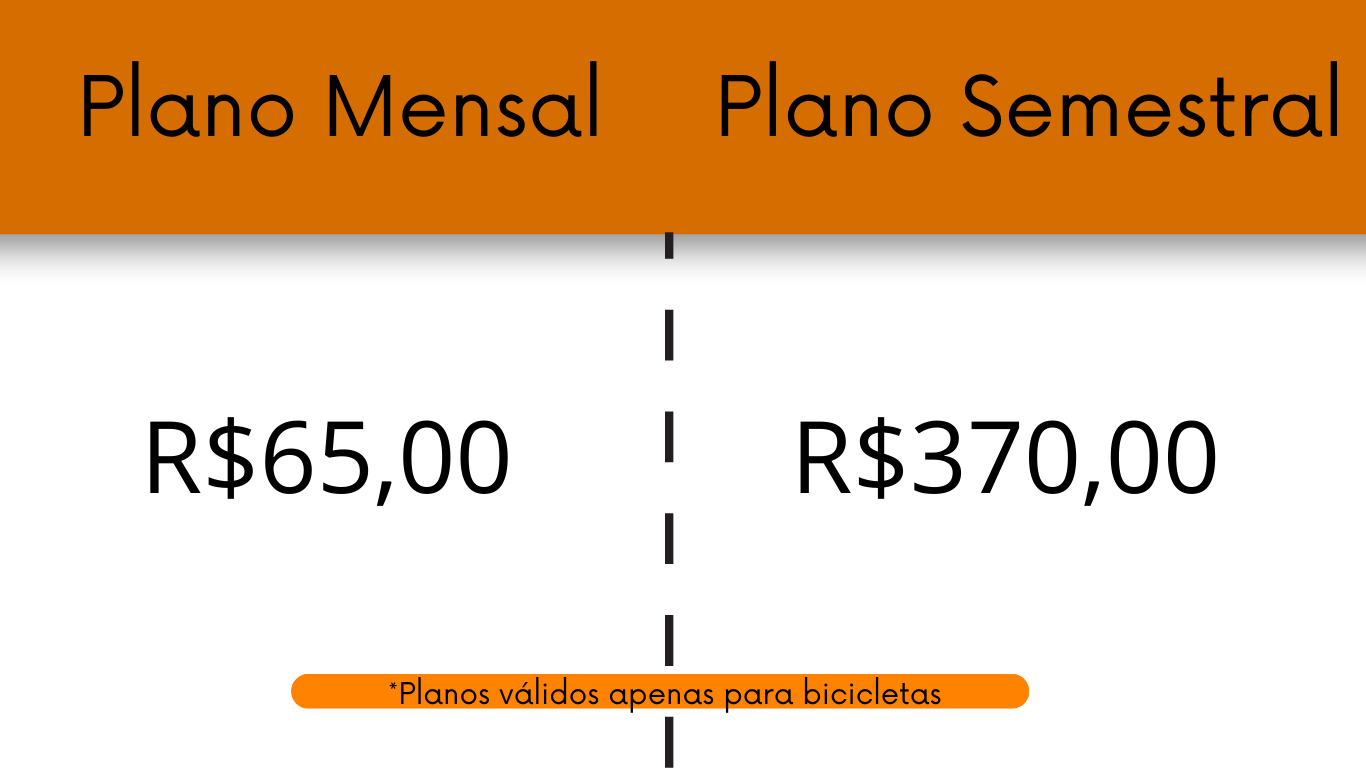 Plano Mensal
Plano Semestral
R$65,00
R$370,00
*Planos válidos apenas para bicicletas